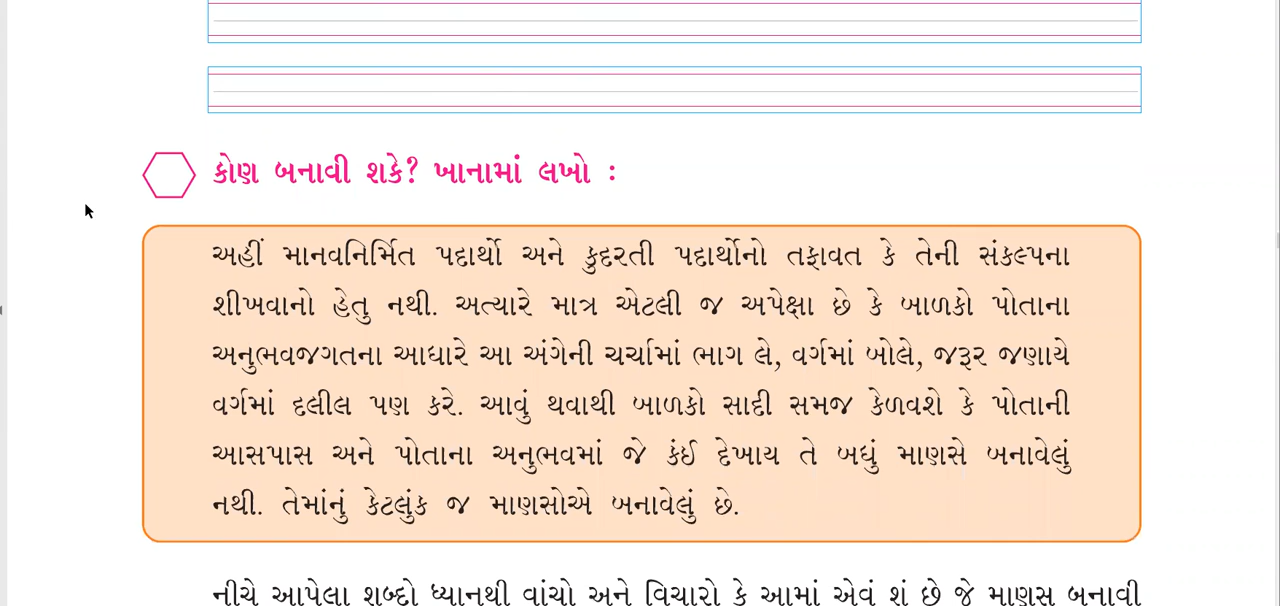 કોણ બનાવી શકે? ખાનામાં લખો :
અહીં માનવનિર્મિત પદાર્થો અને કુદરતી પદાર્થોનો તફાવત કે તેની સંકલ્પના
શીખવાનો હેતુ નથી. અત્યારે માત્ર એટલી જ અપેક્ષા છે કે બાળકો પોતાના
અનુભવજગતના આધારે આ અંગેની ચર્ચામાં ભાગ લે, વર્ગમાં બોલે, જરૂર જણાયે
વર્ગમાં દલીલ પણ કરે. આવું થવાથી બાળકો સાદી સમજ કેળવશે કે પોતાની
આસપાસ અને પોતાના અનુભવમાં જે કંઈ દેખાય તે બધું માણસે બનાવેલું
નથી. તેમાંનું કેટલુંક જ માણસોએ બનાવેલું છે.
નીચે આપેલા શબ્દો ધ્યાનથી વાંચો અને વિચારો કે આમાં એવું શું છે જે માણસ બનાવી